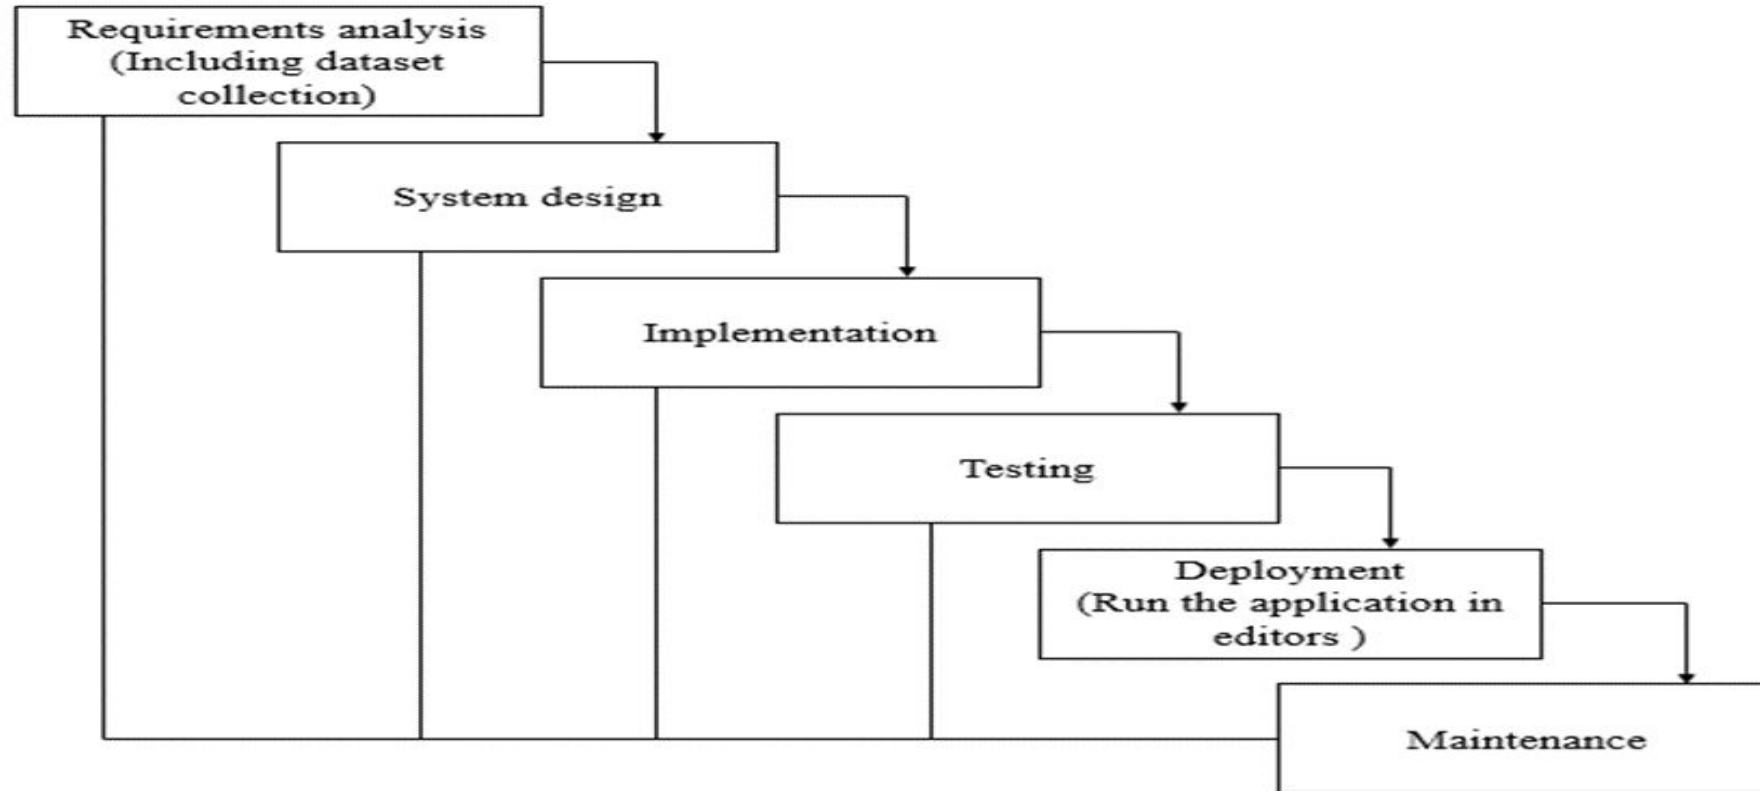 Requirements analysis
(Including dataset
collection)
System design
Implementation
Testing
Deployment
(Run the application in
editors )
Maintenance